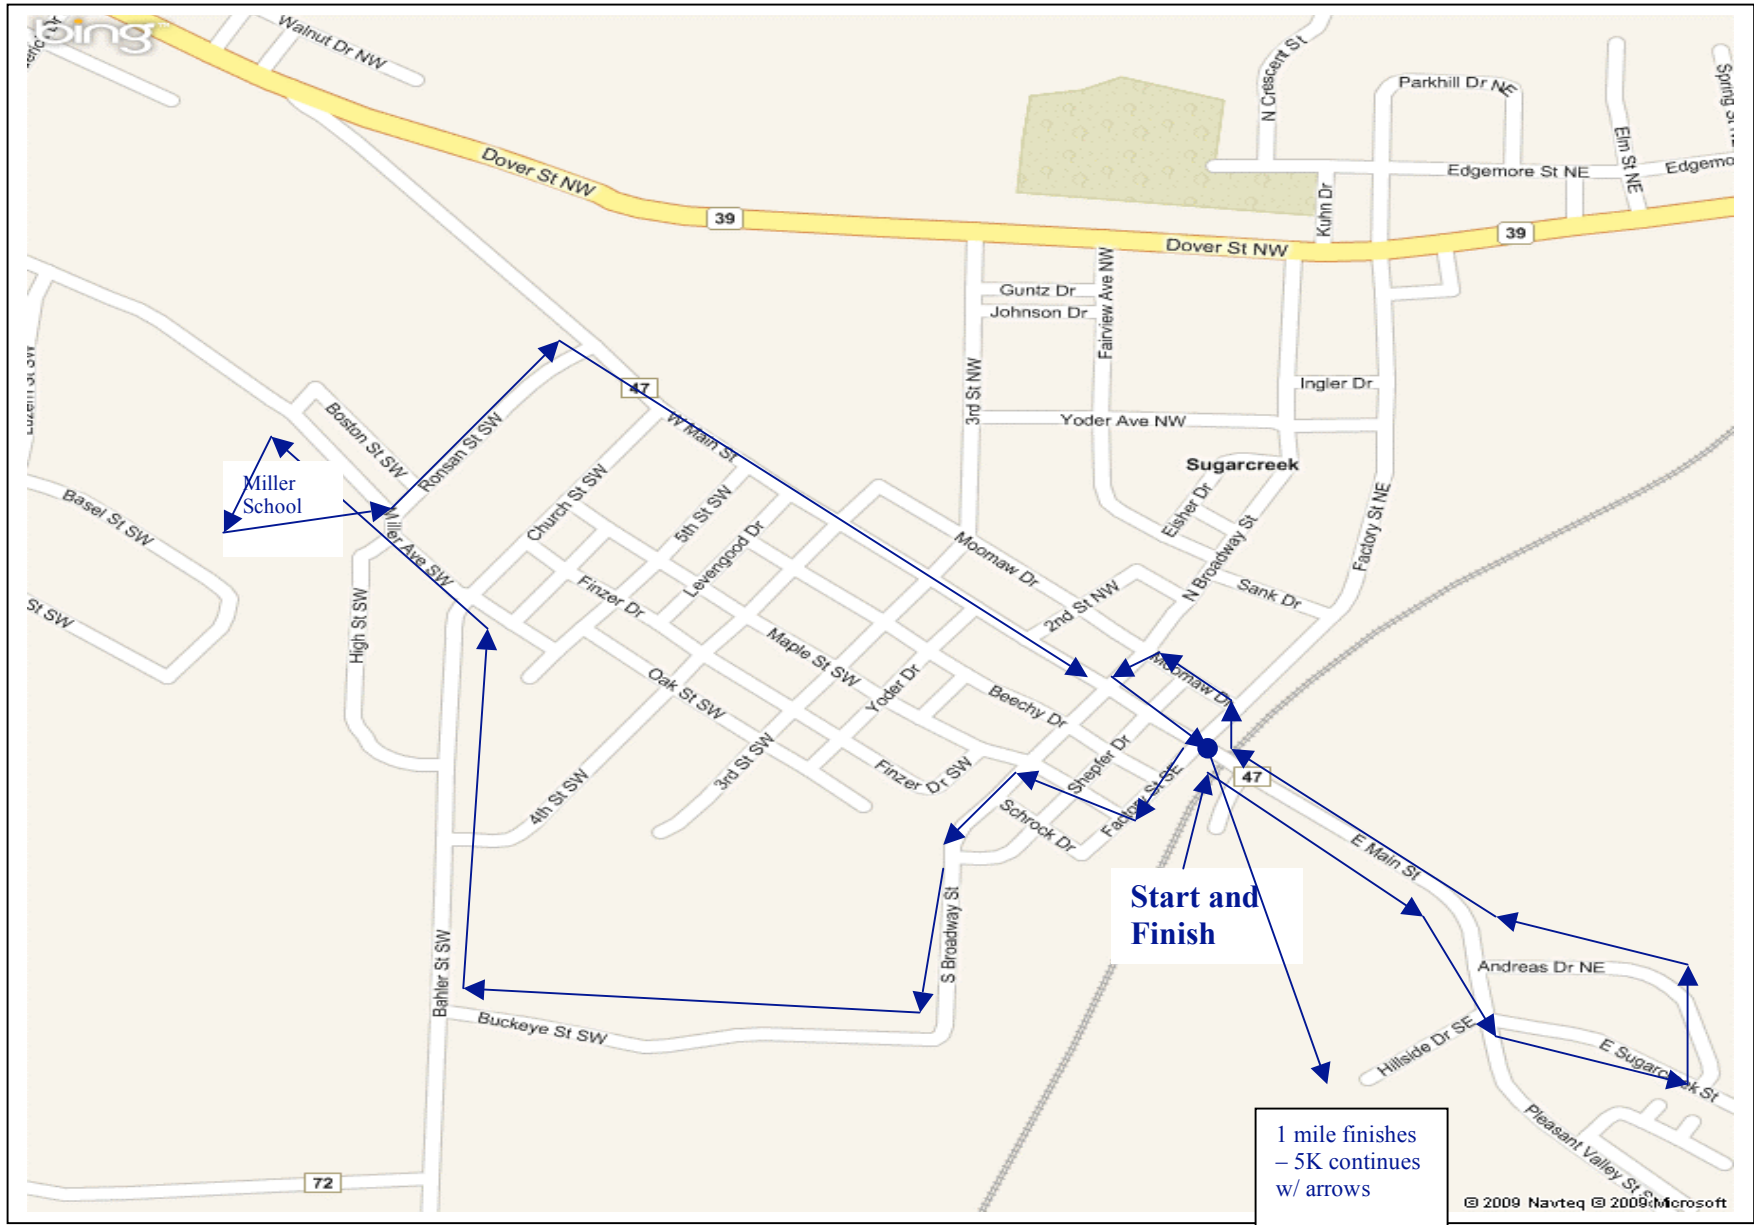 bing
Walnut Dr NW
N Crescent St
Parkhill Dr NE
Elm St NE
Dover St NW
Edgemore St NE
Edgemo
39
Kuhn Dr
39
Dover St NW
Guntz Dr
Johnson Dr
Fairview Ave NW
3rd St NW
Ingler Dr
47
Boston St SW
Ronsan St SW
W Main St
Yoder Ave NW
Sugarcreek
Miller
School
Basel St SW
Church St SW
5th St SW
Levengood Dr
Eisher Dr
N Broadway St
Factory St NE
Miller Ave SW
Moomaw Dr
Finzer Dr
2nd St NW
Sank Dr
St SW
High St SW
Maple St SW
Oak St SW
Yoder Dr
Beechy Dr
Moomaw Dr
3rd St SW
Finzer Dr SW
Shepfer Dr
Factory St SE
47
4th St SW
Schrock Dr
E Main St
Start and
Finish
S Broadway St
Bahler St SW
Andreas Dr NE
Buckeye St SW
Hillside Dr SE
E Sugarcreek St
Pleasant Valley St S
1 mile finishes
– 5K continues
w/ arrows
72
© 2009 Navteq © 2009 Microsoft